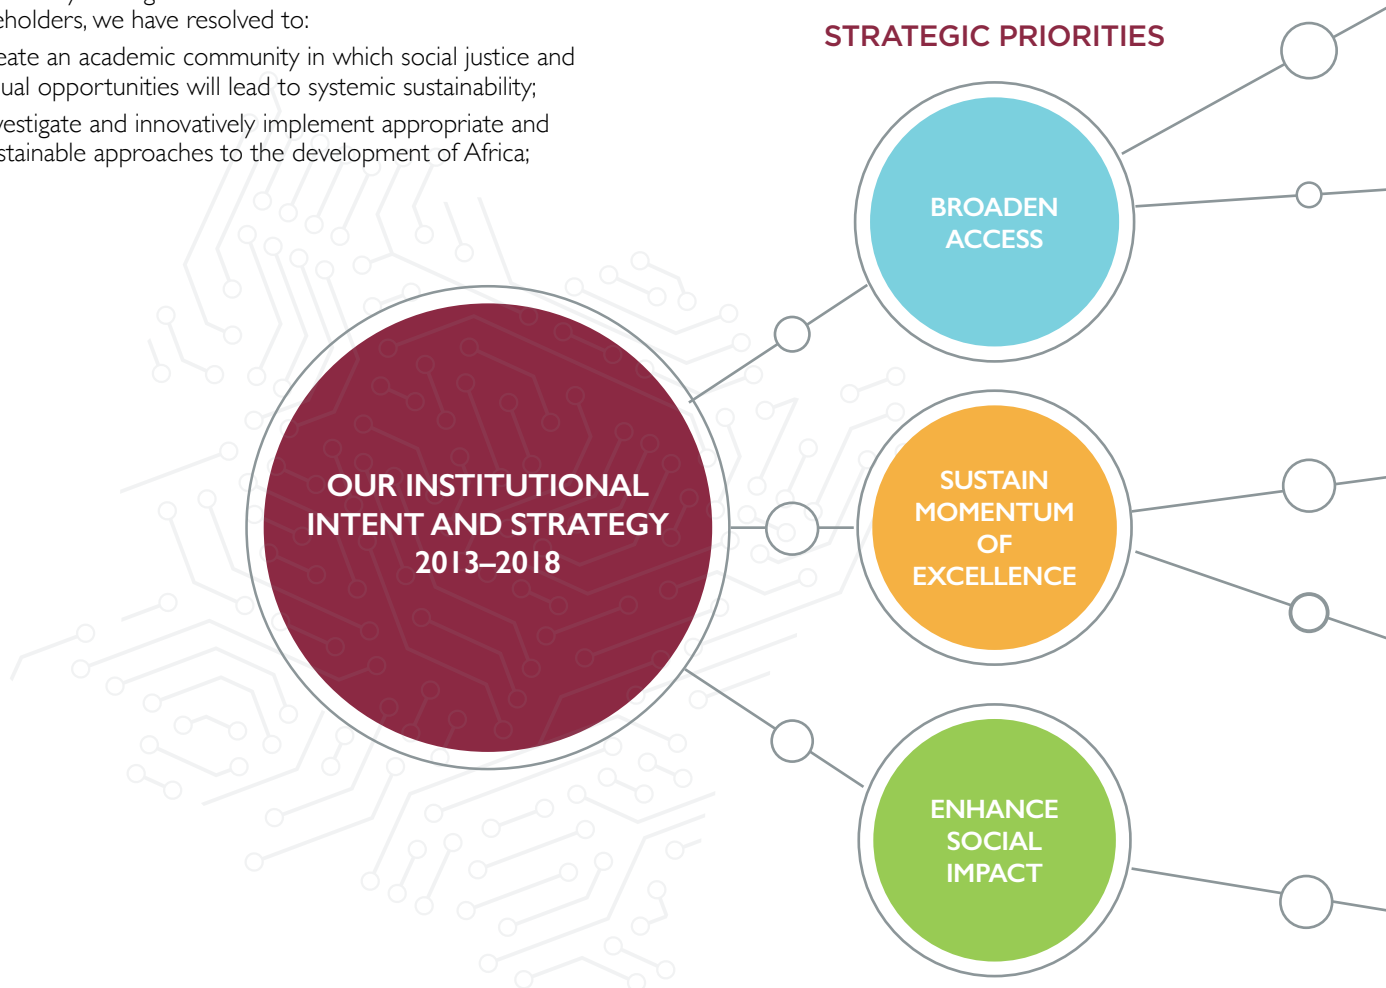 eholders, we have resolved to:
eate an academic community in which social justice and
ual opportunities will lead to systemic sustainability;
vestigate and innovatively implement appropriate and
stainable approaches to the development of Africa;
STRATEGIC PRIORITIES
BROADEN
ACCESS
OUR INSTITUTIONAL
INTENT AND STRATEGY
2013–2018
SUSTAIN
MOMENTUM
OF
EXCELLENCE
ENHANCE
SOCIAL
IMPACT